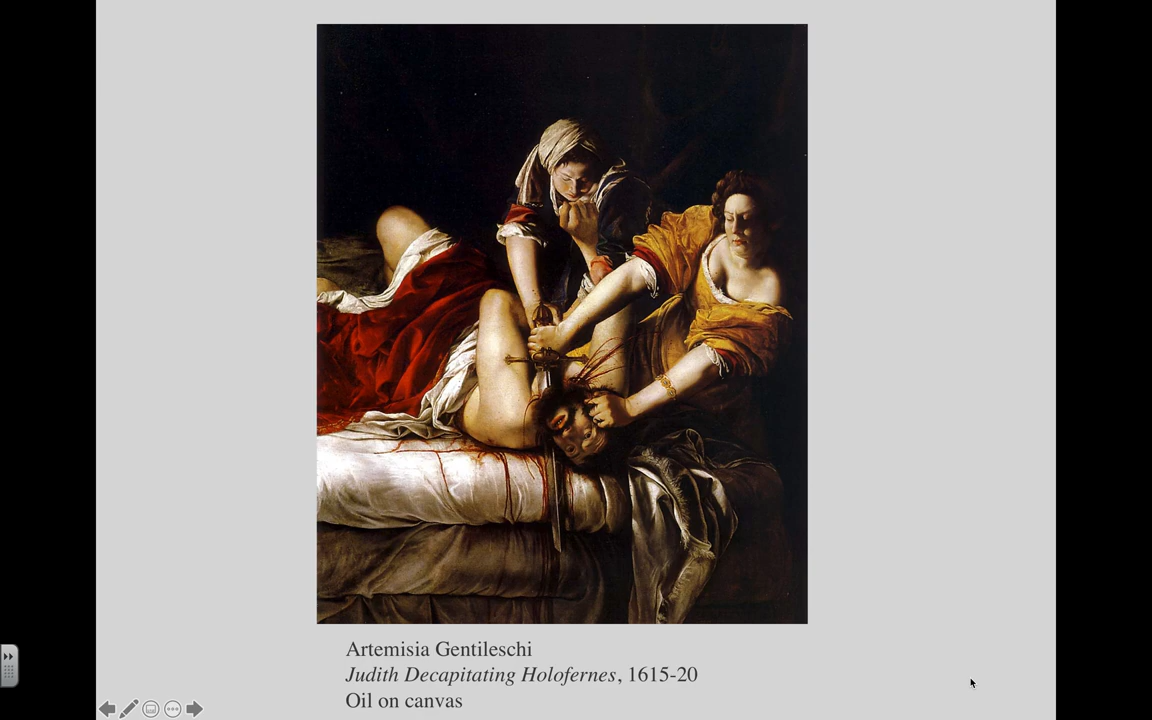 Artemisia Gentileschi
Judith Decapitating Holofernes, 1615-20
Oil on canvas